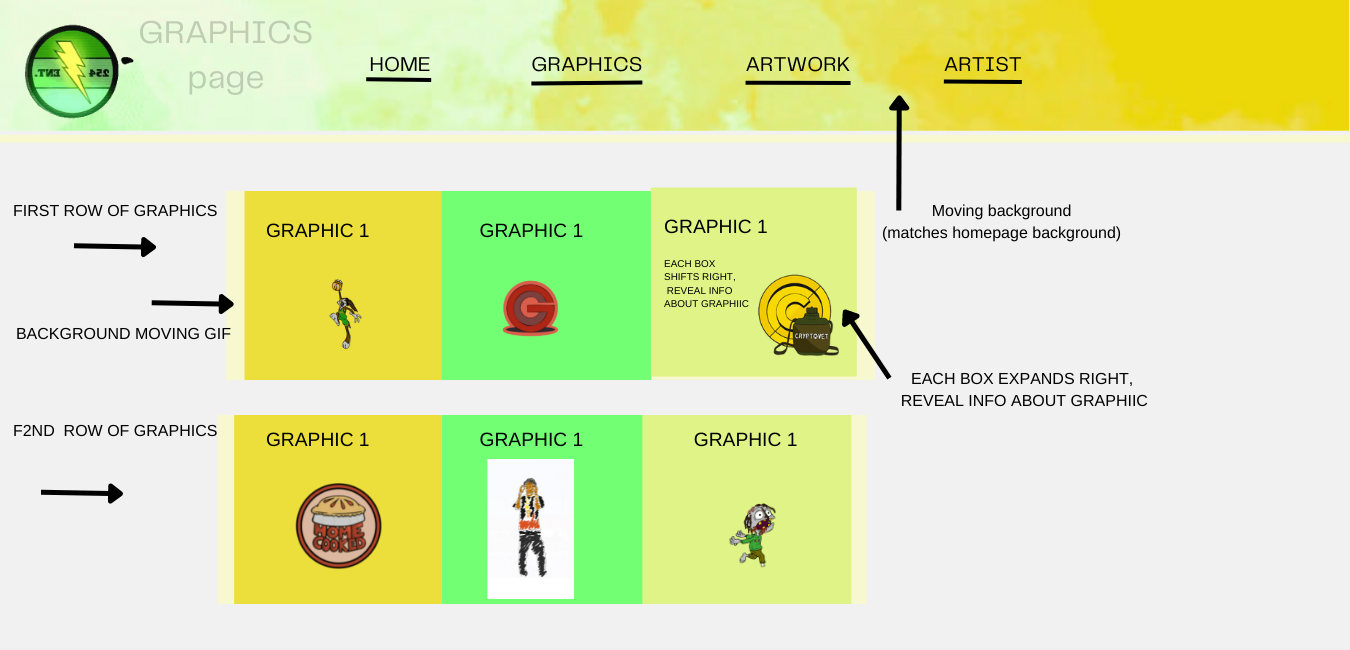 GRAPHICS
page
254 ENT.
HOME
GRAPHICS
ARTWORK
ARTIST
FIRST ROW OF GRAPHICS
BACKGROUND MOVING GIF
GRAPHIC 1
GRAPHIC 1
GRAPHIC 1
EACH BOX
SHIFTS RIGHT,
REVEAL INFO
ABOUT GRAPHIIC
CRYPTOVET
Moving background
(matches homepage background)
EACH BOX EXPANDS RIGHT,
REVEAL INFO ABOUT GRAPHIIC
F2ND  ROW OF GRAPHICS
GRAPHIC 1
GRAPHIC 1
GRAPHIC 1
HOME
COOKED